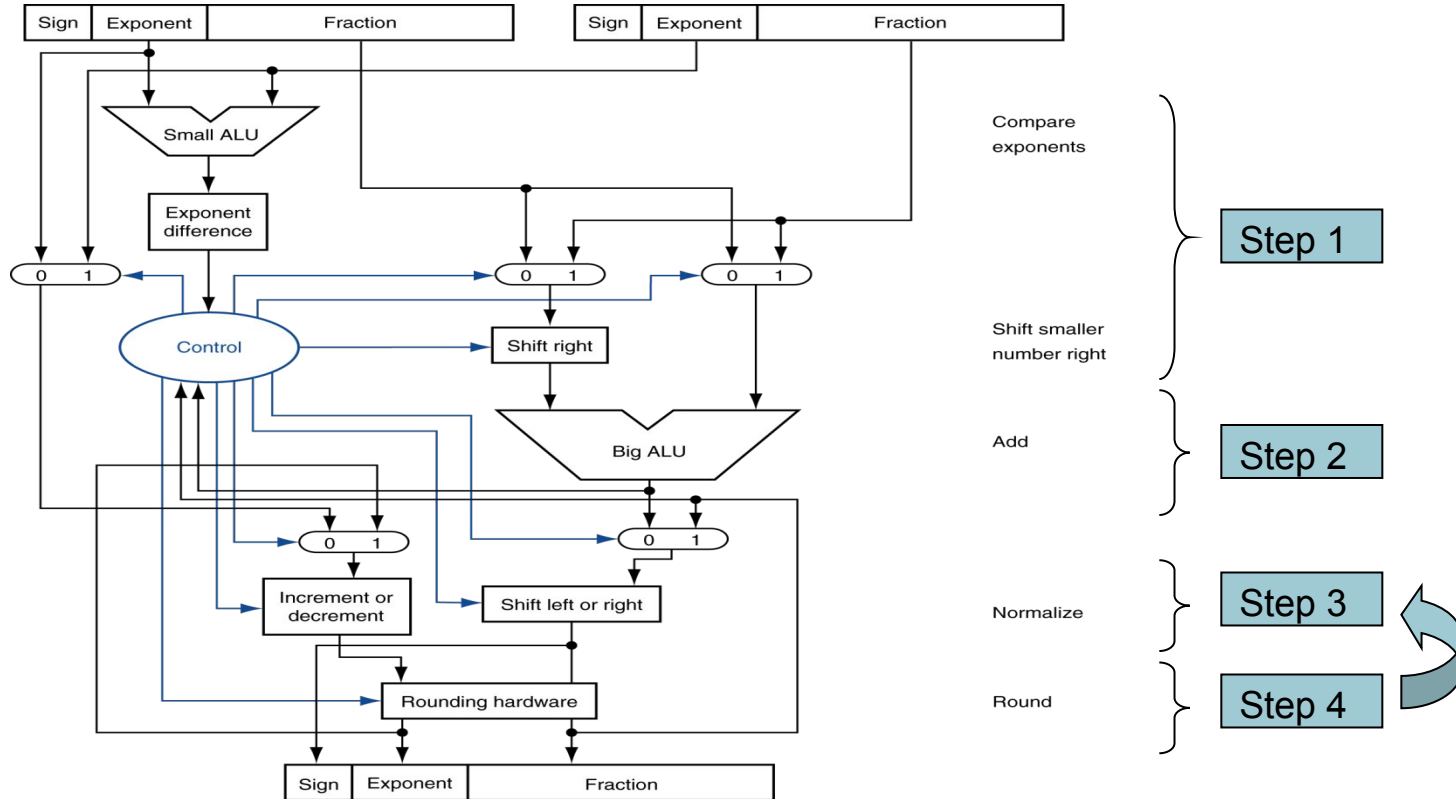 Sign Exponent Fraction
Sign Exponent Fraction
Small ALU
Compare
exponents
Exponent
difference
Step 1
0 1
0 1
0 1
Control
Shift right
Shift smaller
number right
Big ALU
Add
Step 2
0 1
0 1
Increment or
decrement
Shift left or right
Normalize
Step 3
Rounding hardware
Round
Step 4
Sign Exponent Fraction